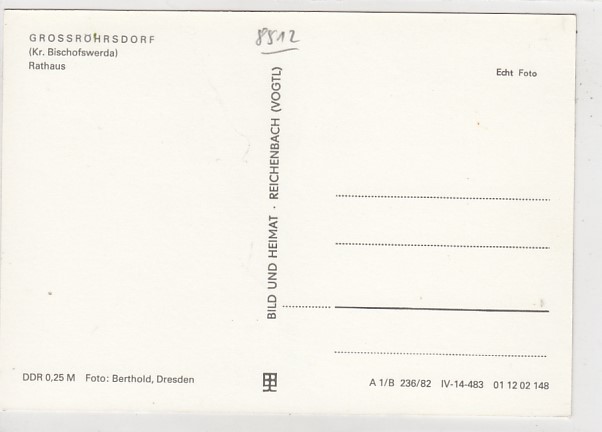 GROSSRÖHRSDORF
(Kr. Bischofswerda)
Rathaus
8512
Echt Foto
BILD UND HEIMAT · REICHENBACH (VOGTL)
DDR 0,25 M Foto: Berthold, Dresden
A 1/B 236/82 IV-14-483 01 12 02 148